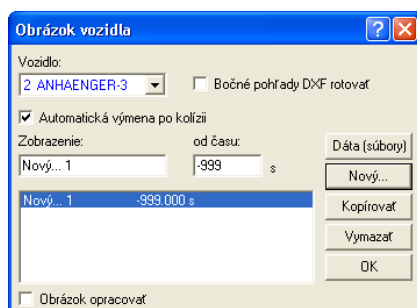 Obrázok vozidla
Vozidlo:
2 ANHAENGER-3
Bočné pohľady DXF rotovať
Automatická výmena po kolízii
Zobrazenie:
od času:
Dáta (súbory)
Nový... 1
-999
s
Nový...
Nový... 1 -999.000 s
Kopírovať
Vymazať
OK
Obrázok opracovať